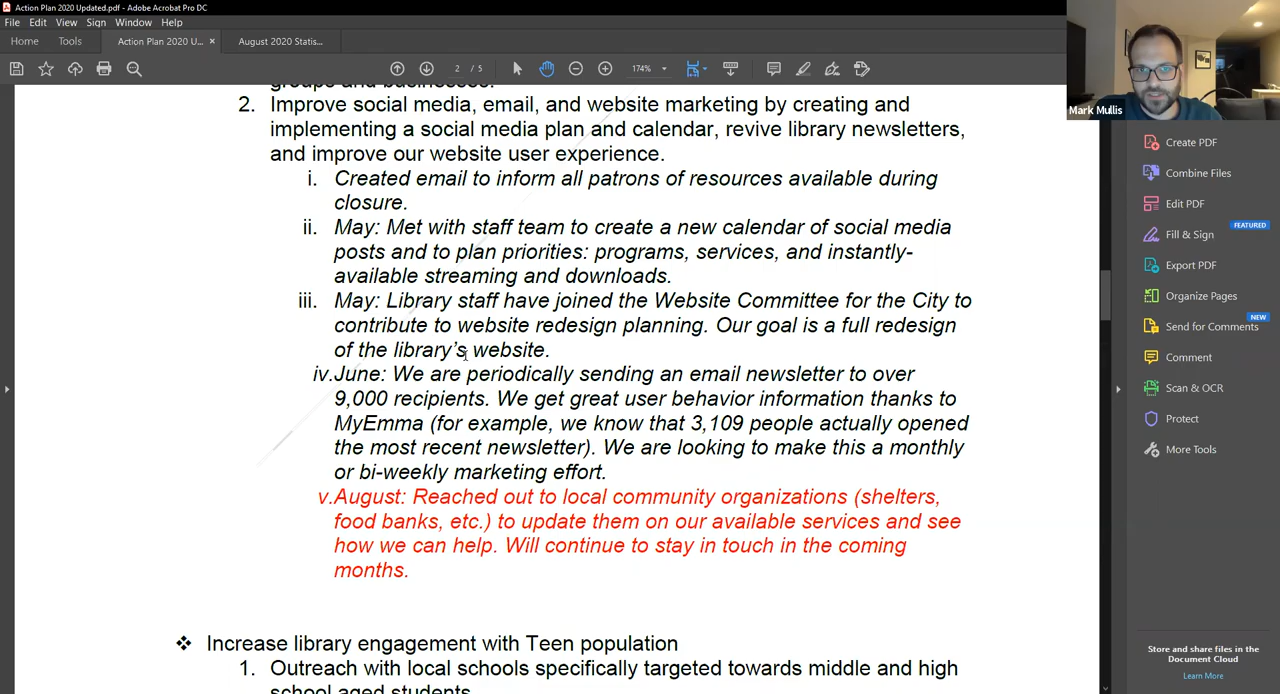 Action Plan 2020 Updated.pdf - Adobe Acrobat Pro DC
File Edit View Sign Window Help
Home Tools Action Plan 2020 U... × August 2020 Statis...
2 / 5 174%
Mark Mullis
groups and businesses.
2. Improve social media, email, and website marketing by creating and
implementing a social media plan and calendar, revive library newsletters,
and improve our website user experience.
i. Created email to inform all patrons of resources available during
closure.
ii. May: Met with staff team to create a new calendar of social media
posts and to plan priorities: programs, services, and instantly-
available streaming and downloads.
iii. May: Library staff have joined the Website Committee for the City to
contribute to website redesign planning. Our goal is a full redesign
of the library’s website.
iv. June: We are periodically sending an email newsletter to over
9,000 recipients. We get great user behavior information thanks to
MyEmma (for example, we know that 3,109 people actually opened
the most recent newsletter). We are looking to make this a monthly
or bi-weekly marketing effort.
v. August: Reached out to local community organizations (shelters,
food banks, etc.) to update them on our available services and see
how we can help. Will continue to stay in touch in the coming
months.
❖ Increase library engagement with Teen population
1. Outreach with local schools specifically targeted towards middle and high
school aged students
Create PDF
Combine Files
Edit PDF
FEATURED
Fill & Sign
Export PDF
Organize Pages
NEW
Send for Comments
Comment
Scan & OCR
Protect
More Tools
Store and share files in the
Document Cloud
Learn More